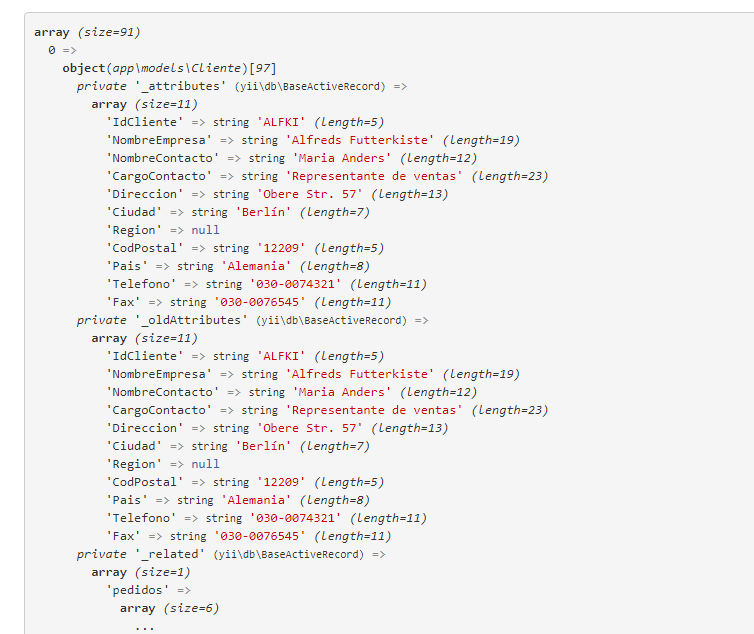 array (size=91)
0 =>
object(app\models\Cliente)[97]
private '_attributes' (yii\db\BaseActiveRecord) =>
array (size=11)
'IdCliente' => string 'ALFKI' (length=5)
'NombreEmpresa' => string 'Alfreds Futterkiste' (length=19)
'NombreContacto' => string 'Maria Anders' (length=12)
'CargoContacto' => string 'Representante de ventas' (length=23)
'Direccion' => string 'Obere Str. 57' (length=13)
'Ciudad' => string 'Berlín' (length=7)
'Region' => null
'CodPostal' => string '12209' (length=5)
'Pais' => string 'Alemania' (length=8)
'Telefono' => string '030-0074321' (length=11)
'Fax' => string '030-0076545' (length=11)
private '_oldAttributes' (yii\db\BaseActiveRecord) =>
array (size=11)
'IdCliente' => string 'ALFKI' (length=5)
'NombreEmpresa' => string 'Alfreds Futterkiste' (length=19)
'NombreContacto' => string 'Maria Anders' (length=12)
'CargoContacto' => string 'Representante de ventas' (length=23)
'Direccion' => string 'Obere Str. 57' (length=13)
'Ciudad' => string 'Berlín' (length=7)
'Region' => null
'CodPostal' => string '12209' (length=5)
'Pais' => string 'Alemania' (length=8)
'Telefono' => string '030-0074321' (length=11)
'Fax' => string '030-0076545' (length=11)
private '_related' (yii\db\BaseActiveRecord) =>
array (size=1)
'pedidos' =>
array (size=6)
...